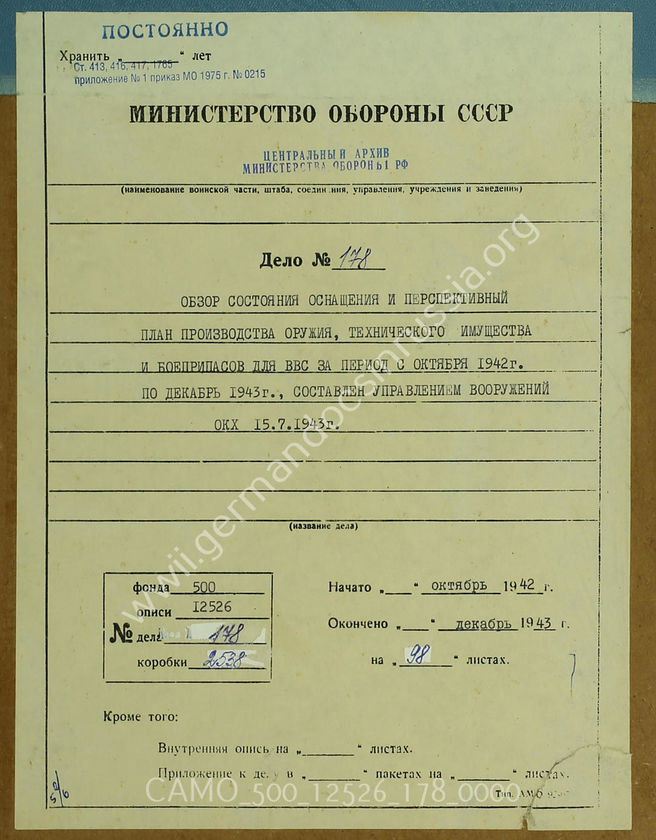 ПОСТОЯННО
Хранить „ “ лет
Ст. 413, 416, 417, 1765
приложение № 1 приказ МО 1975 г. № 0215
МИНИСТЕРСТВО ОБОРОНЫ СССР
ЦЕНТРАЛЬНЫЙ АРХИВ
МИНИСТЕРСТВА ОБОРОНЫ РФ
(наименование воинской части, штаба, соединения, управления, учреждения и заведения)
Дело № 178
ОБЗОР СОСТОЯНИЯ ОСНАЩЕНИЯ И ПЕРСПЕКТИВНЫЙ
ПЛАН ПРОИЗВОДСТВА ОРУЖИЯ, ТЕХНИЧЕСКОГО ИМУЩЕСТВА
И БОЕПРИПАСОВ ДЛЯ ВВС ЗА ПЕРИОД С ОКТЯБРЯ 1942г.
ПО ДЕКАБРЬ 1943г., СОСТАВЛЕН УПРАВЛЕНИЕМ ВООРУЖЕНИЙ
ОКХ 15.7.1943г.
(название дела)
фонда 500
описи 12526
№ дела 178
коробки 2538
Начато „ “ октябрь 1942 г.
Окончено „ “ декабрь 1943 г.
на „ 98 “ листах.
Кроме того:
Внутренняя опись на „ “ листах.
Приложение к делу в „ “ пакетах на „ “ листах.
Тип.
www.germandocsinrussia.org
CAMO_500_12526_178_0000